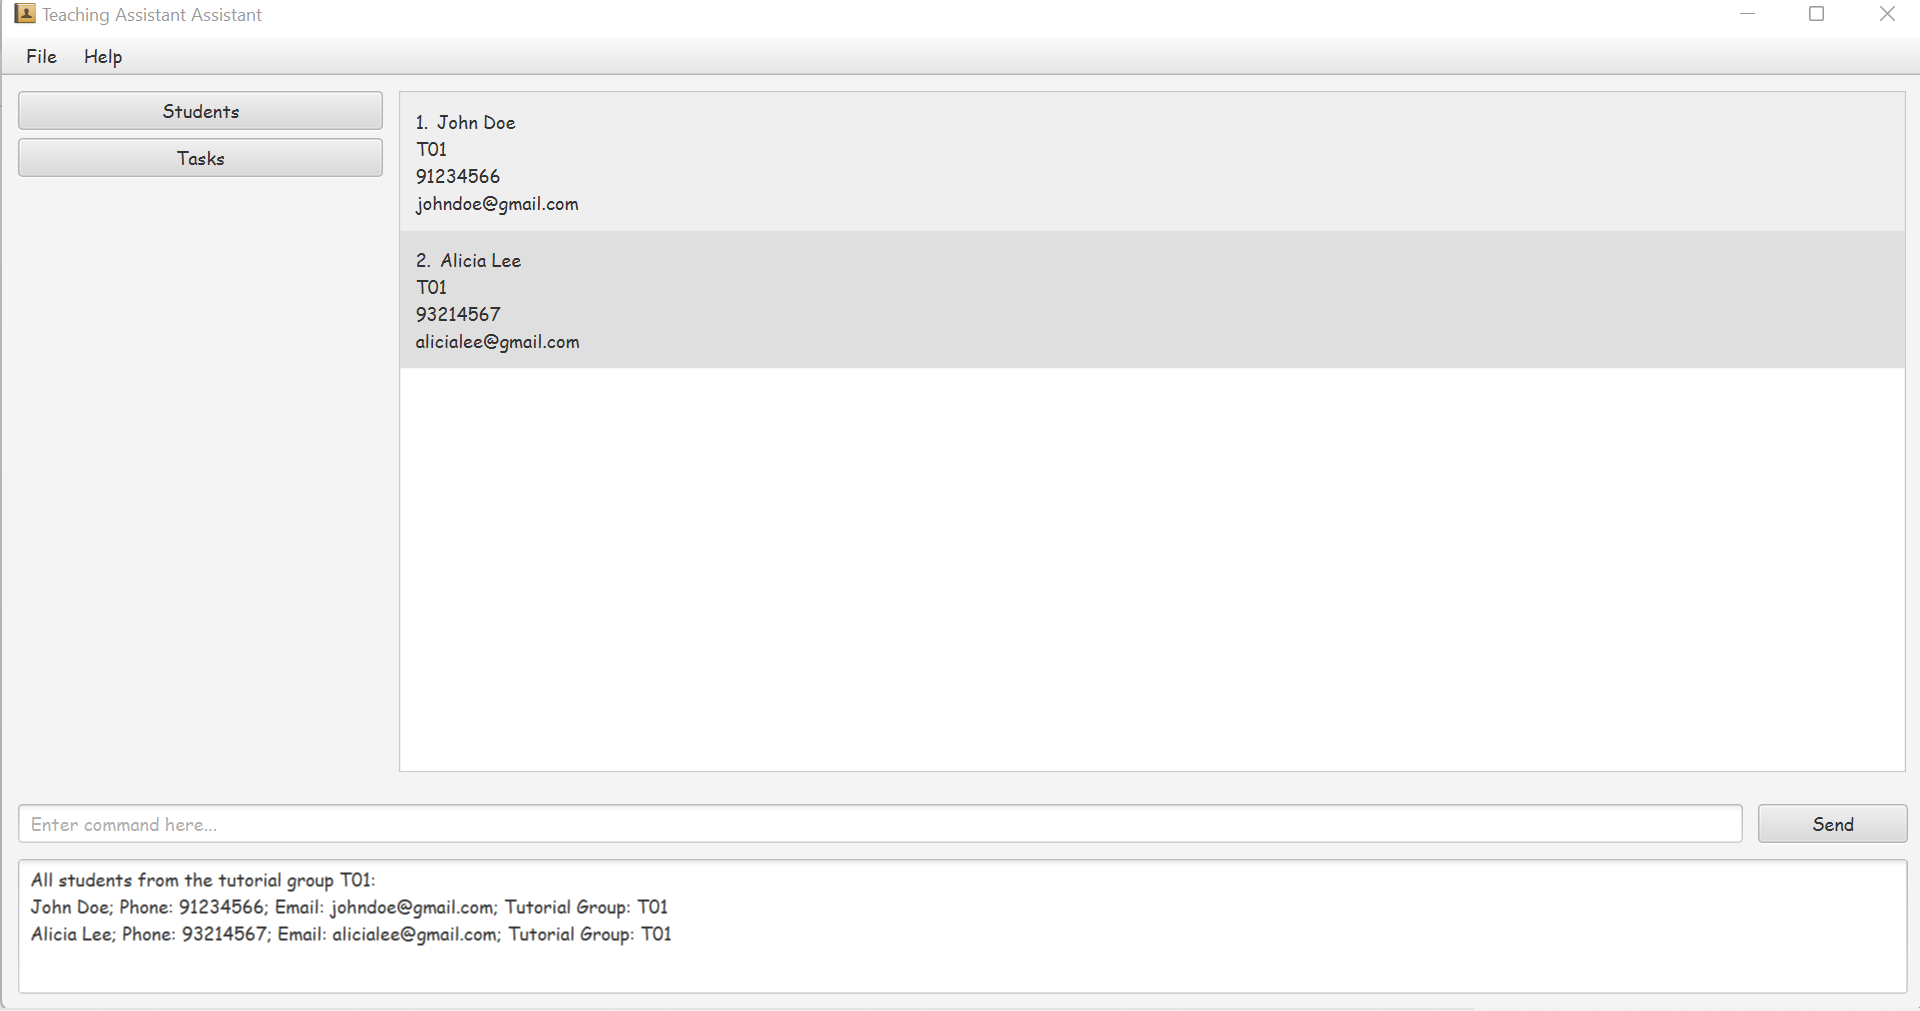 Teaching Assistant Assistant
File Help
Students
Tasks
1. John Doe
T01
91234566
johndoe@gmail.com
2. Alicia Lee
T01
93214567
alicialee@gmail.com
Enter command here...
Send
All students from the tutorial group T01:
John Doe; Phone: 91234566; Email: johndoe@gmail.com; Tutorial Group: T01
Alicia Lee; Phone: 93214567; Email: alicialee@gmail.com; Tutorial Group: T01